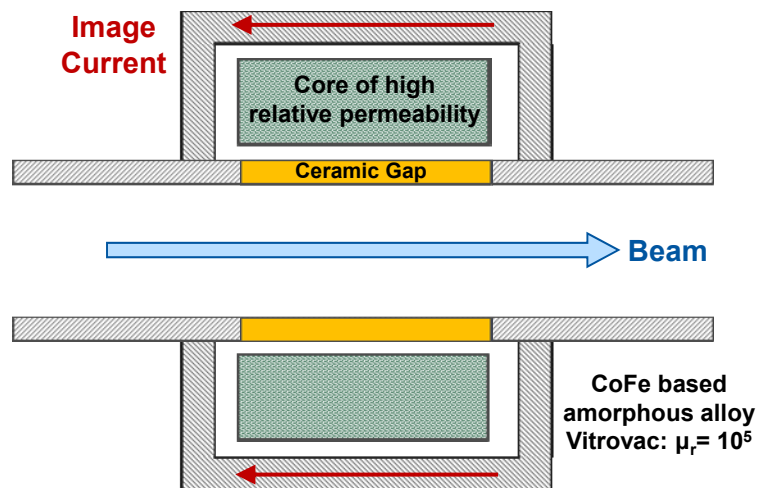 Image
Current
Core of high
relative permeability
Ceramic Gap
Beam
CoFe based
amorphous alloy
Vitrovac: μᵣ= 10⁵